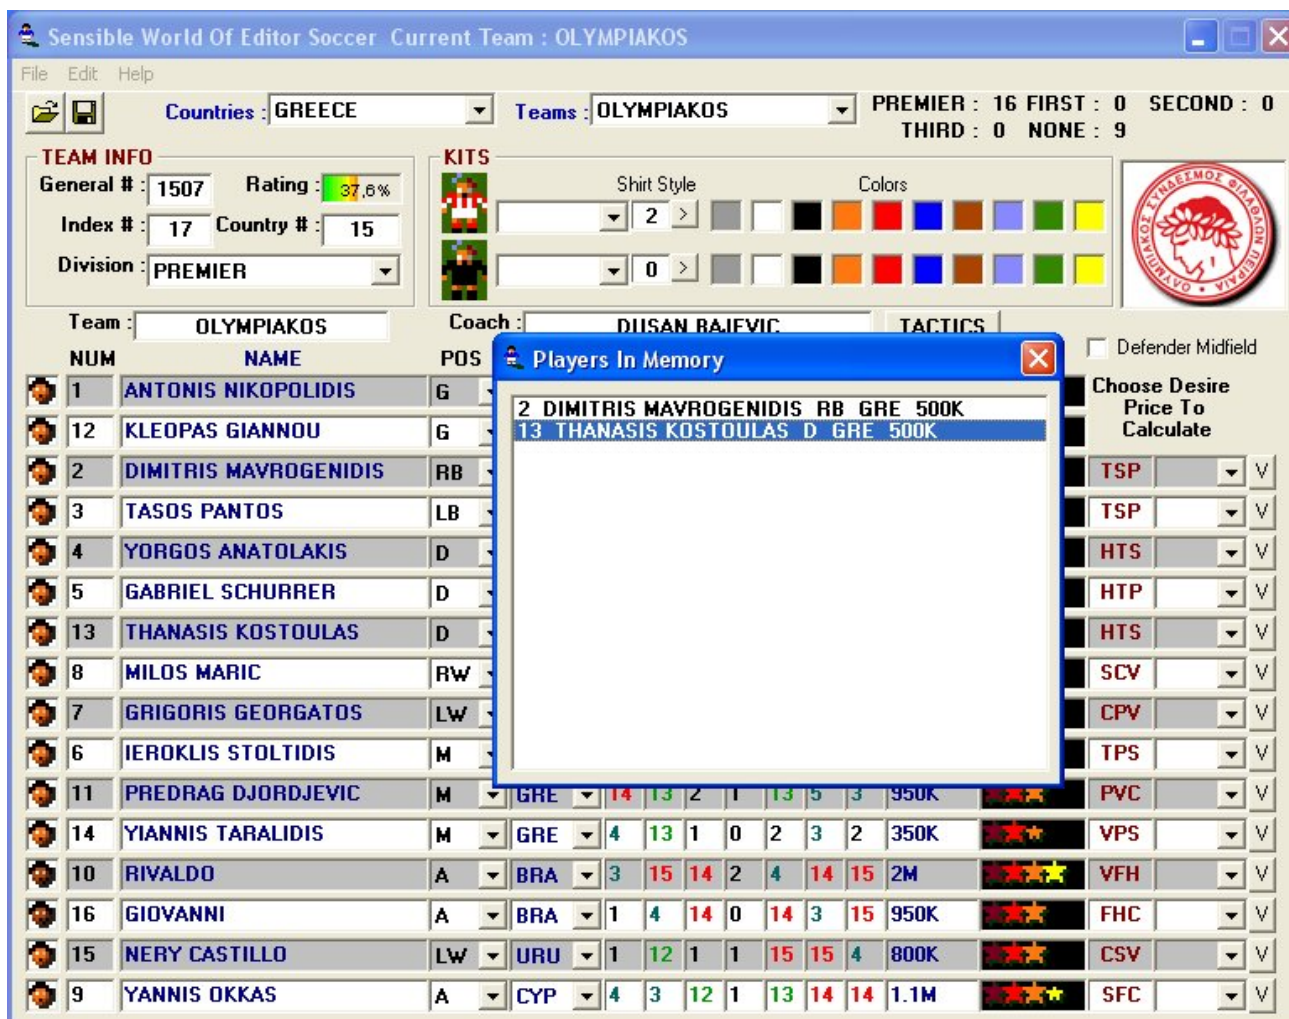 Sensible World Of Editor Soccer Current Team : OLYMPIAKOS
File Edit Help
Countries : GREECE Teams : OLYMPIAKOS PREMIER : 16 FIRST : 0 SECOND : 0
THIRD : 0 NONE : 9
TEAM INFO KITS
General # : 1507 Rating : 37,6% Shirt Style Colors
2 >
Index # : 17 Country # : 15
Division : PREMIER 0 >
Team : OLYMPIAKOS Coach : DUSAN BAJEVIC TACTICS
NUM NAME POS Players In Memory Defender Midfield
1 ANTONIS NIKOPOLIDIS G Choose Desire
Price To
Calculate
2 DIMITRIS MAVROGENIDIS RB GRE 500K
12 KLEOPAS GIANNOU G 13 THANASIS KOSTOULAS D GRE 500K
2 DIMITRIS MAVROGENIDIS RB TSP V
3 TASOS PANTOS LB TSP V
4 YORGOS ANATOLAKIS D HTS V
5 GABRIEL SCHURRER D HTP V
13 THANASIS KOSTOULAS D HTS V
8 MILOS MARIC RW SCV V
7 GRIGORIS GEORGATOS LW CPV V
6 IEROKLIS STOLTIDIS M TPS V
11 PREDRAG DJORDJEVIC M GRE 14 13 2 1 13 5 3 950K PVC V
14 YIANNIS TARALIDIS M GRE 4 13 1 0 2 3 2 350K VPS V
10 RIVALDO A BRA 3 15 14 2 4 14 15 2M VFH V
16 GIOVANNI A BRA 1 4 14 0 14 3 15 950K FHC V
15 NERY CASTILLO LW URU 1 12 1 1 15 15 4 800K CSV V
9 YANNIS OKKAS A CYP 4 3 12 1 13 14 14 1.1M SFC V